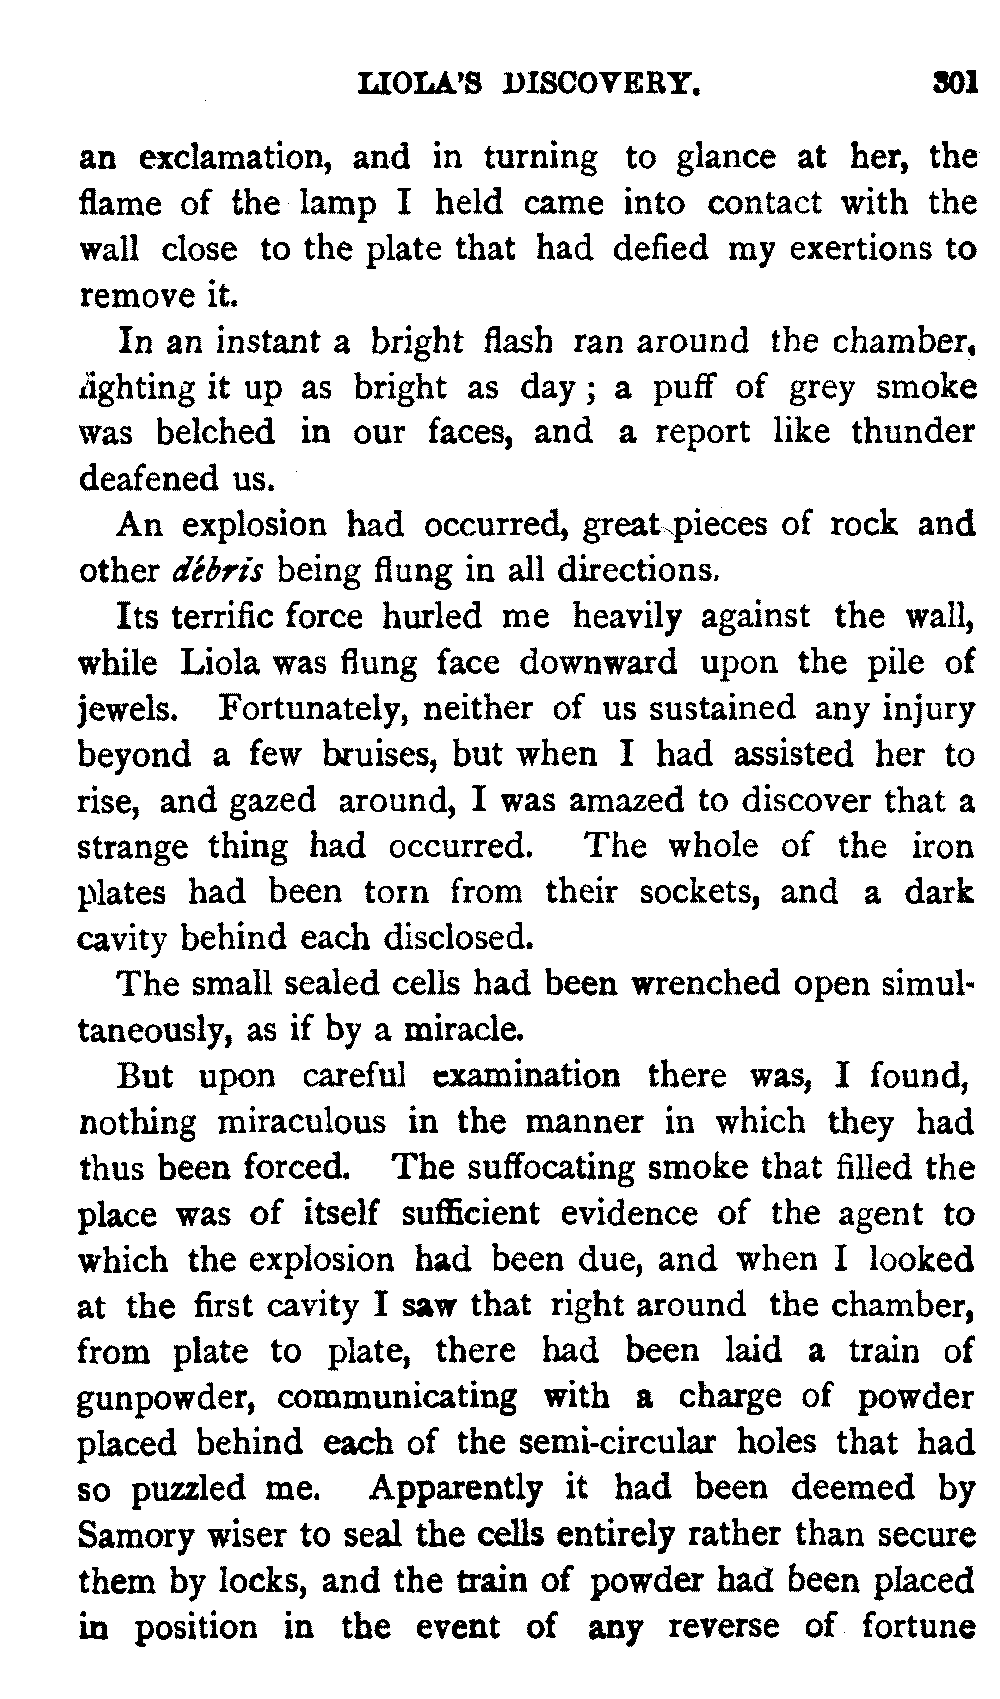 LIOLA'S DISCOVERY. 301
an exclamation, and in turning to glance at her, the
flame of the lamp I held came into contact with the
wall close to the plate that had defied my exertions to
remove it.
In an instant a bright flash ran around the chamber,
lighting it up as bright as day ; a puff of grey smoke
was belched in our faces, and a report like thunder
deafened us.
An explosion had occurred, great pieces of rock and
other débris being flung in all directions.
Its terrific force hurled me heavily against the wall,
while Liola was flung face downward upon the pile of
jewels. Fortunately, neither of us sustained any injury
beyond a few bruises, but when I had assisted her to
rise, and gazed around, I was amazed to discover that a
strange thing had occurred. The whole of the iron
plates had been torn from their sockets, and a dark
cavity behind each disclosed.
The small sealed cells had been wrenched open simul-
taneously, as if by a miracle.
But upon careful examination there was, I found,
nothing miraculous in the manner in which they had
thus been forced. The suffocating smoke that filled the
place was of itself sufficient evidence of the agent to
which the explosion had been due, and when I looked
at the first cavity I saw that right around the chamber,
from plate to plate, there had been laid a train of
gunpowder, communicating with a charge of powder
placed behind each of the semi-circular holes that had
so puzzled me. Apparently it had been deemed by
Samory wiser to seal the cells entirely rather than secure
them by locks, and the train of powder had been placed
in position in the event of any reverse of fortune